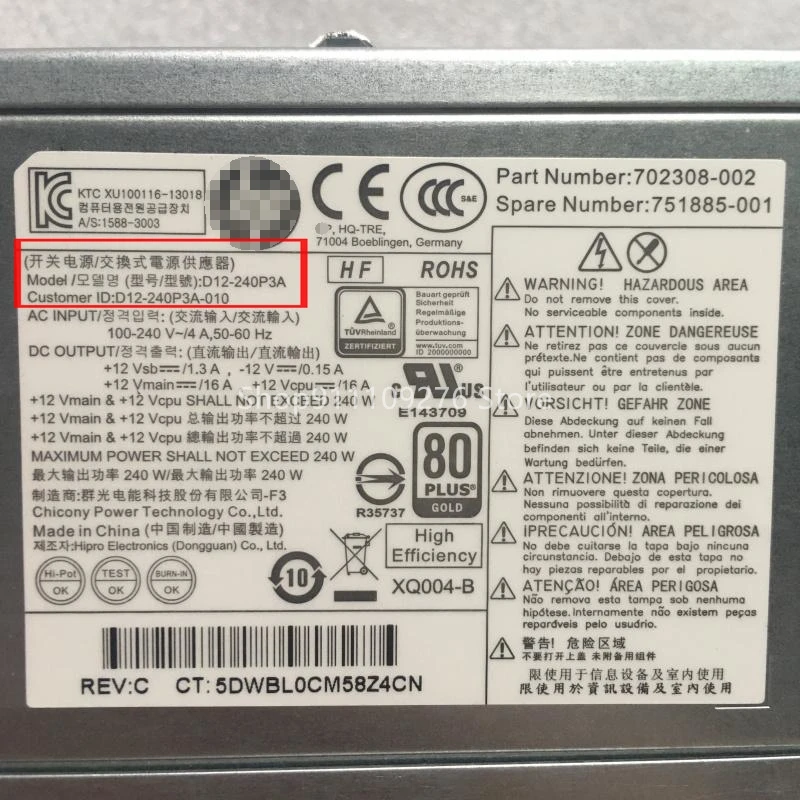 KTC XU100116-13018
컴퓨터용전원공급장치
A/S:1588-3003
CE
CCC
S&E
P, HQ-TRE,
71004 Boeblingen, Germany
Part Number:702308-002
Spare Number:751885-001
(开关电源/交換式電源供應器)
Model /모델명 (型号/型號):D12-240P3A
Customer ID:D12-240P3A-010
AC INPUT/정격입력: (交流输入/交流輸入)
100-240 V~/4 A,50-60 Hz
DC OUTPUT/정격출력: (直流输出/直流輸出)
+12 Vsb⎓/1.3 A , -12 V⎓/0.15 A
+12 Vmain⎓/16 A +12 Vcpu⎓/16 A
+12 Vmain & +12 Vcpu SHALL NOT EXCEED 240 W
+12 Vmain & +12 Vcpu 总输出功率不超过 240 W
+12 Vmain & +12 Vcpu 總輸出功率不超過 240 W
MAXIMUM POWER SHALL NOT EXCEED 240 W
最大输出功率 240 W/最大輸出功率 240 W
制造商: 群光电能科技股份有限公司-F3
Chicony Power Technology Co., Ltd.
Made in China (中国制造/中國製造)
제조자:Hipro Electronics (Dongguan) Co., Ltd.
Hi-Pot
OK
TEST
OK
BURN-IN
OK
HF
ROHS
TÜVRheinland
ZERTIFIZIERT
Bauart geprüft
Sicherheit
Regelmäßige
Produktions-
überwachung
www.tuv.com
ID 2000000000
c UL US
E143709
R35737
80
PLUS
GOLD
10
High
Efficiency
XQ004-B
WARNING! HAZARDOUS AREA
Do not remove this cover.
No serviceable components inside.
ATTENTION! ZONE DANGEREUSE
Ne retirez ce couvercle sous aucun
prétexte.Ne contient pas de
composants remplaçables par
l'utilisateur ou par la clientèle.
VORSICHT! GEFAHR ZONE
Diese Abdeckung auf keinen Fall
abnehmen. Unter dieser Abdeckung
befinden sich keine Teile, die einer
Wartung bedürfen.
ATTENZIONE! ZONA PERICOLOSA
Non rimuovere questa copertura.
Nessuna possibilità di riparazione dei
componenti all'interno.
¡PRECAUCIÓN! AREA PELIGROSA
No debe quitarse la tapa bajo ninguna
circunstancia. Debajo de esta tapa no
hay piezas reparables por el propietario.
ATENÇÃO! ÁREA PERIGOSA
Não remova esta tampa sob nenhuma
hipótese.Internamente não existem peças
reparáveis pelo usuário.
警告! 危险区域
不要打开上盖 未附备用组件
限使用于信息设备及室内使用
限使用於資訊設備及室內使用
REV:C CT: 5DWBL0CM58Z4CN